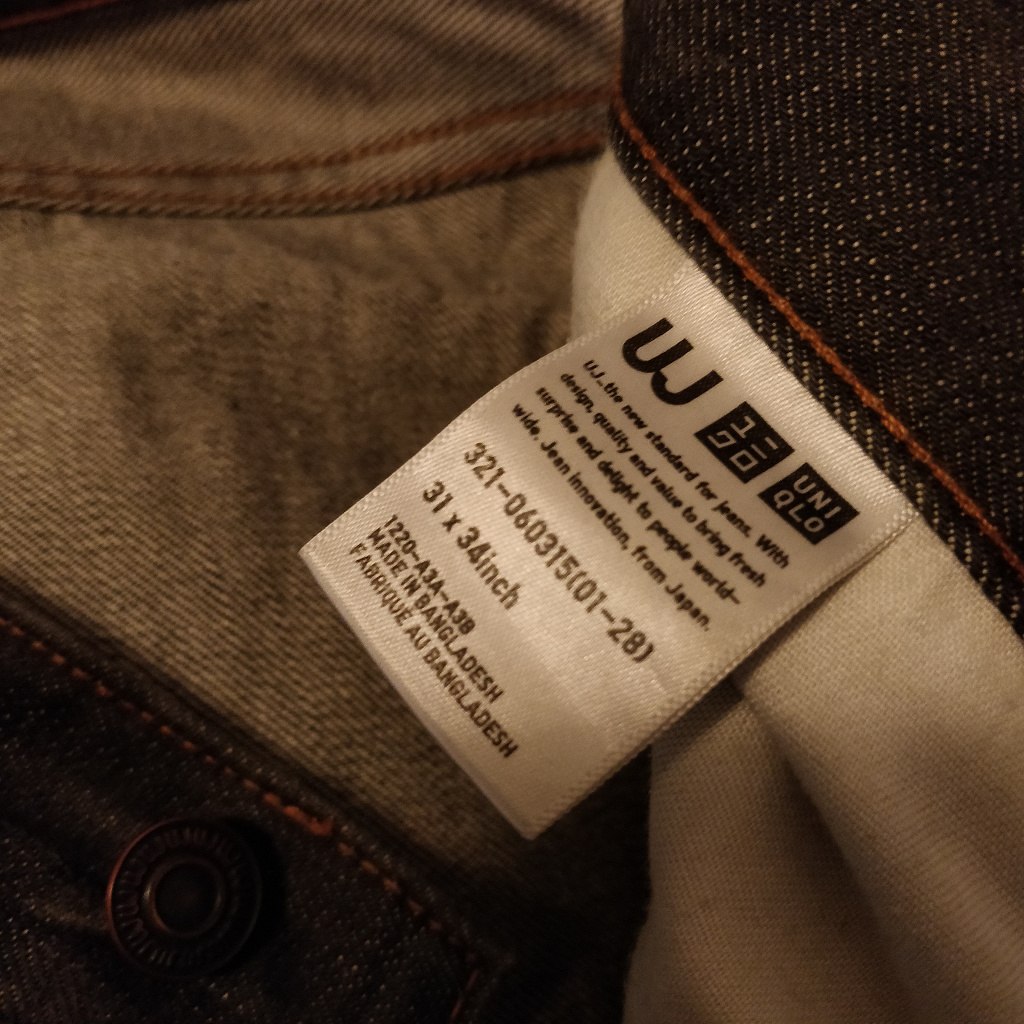 UJ
ユニ
クロ
UNI
QLO
UJ_the new standard for jeans. With
design, quality and value to bring fresh
surprise and delight to people world-
wide. Jean innovation, from Japan.
321-060315(01-28)
31 x 34inch
1220-A3A-A3B
MADE IN BANGLADESH
FABRIQUÉ AU BANGLADESH